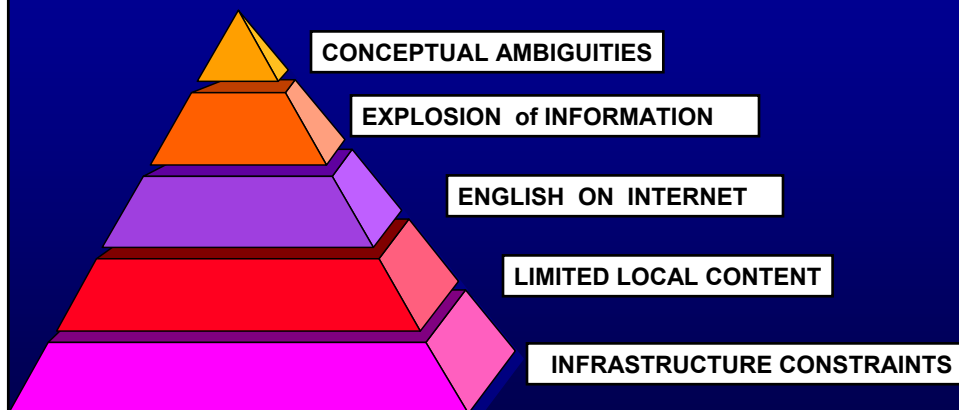 CONCEPTUAL AMBIGUITIES
EXPLOSION of INFORMATION
ENGLISH ON INTERNET
LIMITED LOCAL CONTENT
INFRASTRUCTURE CONSTRAINTS